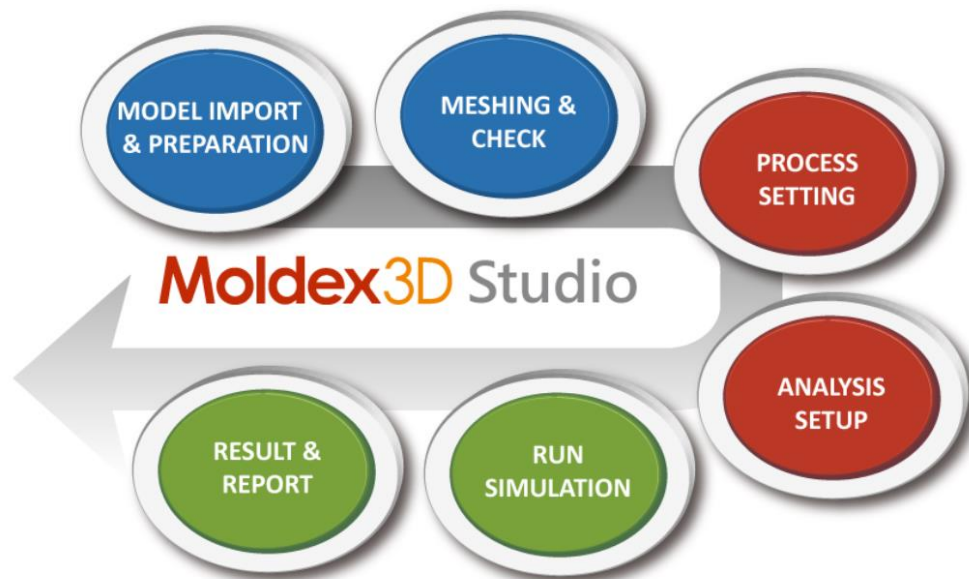 MODEL IMPORT
& PREPARATION
MESHING &
CHECK
PROCESS
SETTING
Moldex3D Studio
ANALYSIS
SETUP
RUN
SIMULATION
RESULT &
REPORT